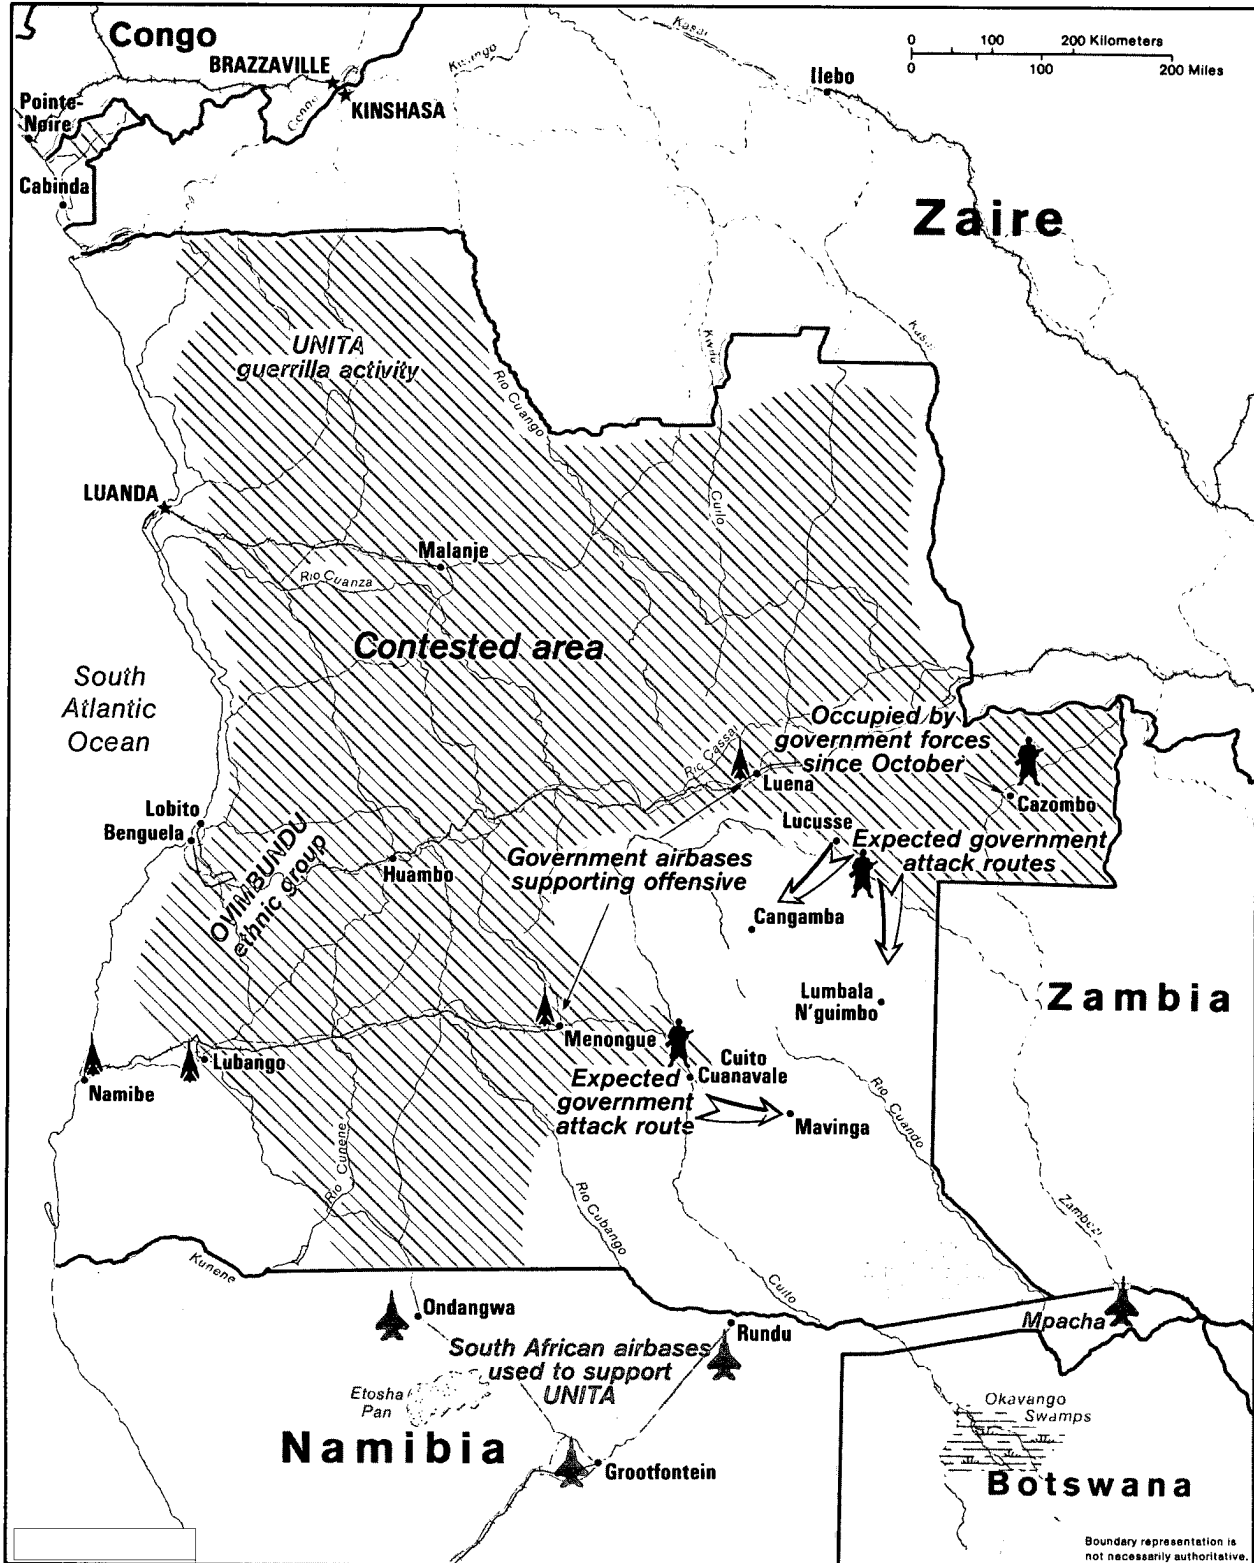 Congo
BRAZZAVILLE
KINSHASA
Pointe-
Noire
Cabinda
Kasai
Ilebo
0 100 200 Kilometers
0 100 200 Miles
Zaire
UNITA
guerrilla activity
Rio Cuango
Kwilu
Kasai
LUANDA
Malanje
Rio Cuanza
Cuilo
Contested area
South
Atlantic
Ocean
Rio Cassai
Occupied by
government forces
since October
Luena
Cazombo
Lobito
Benguela
Lucusse
Expected government
attack routes
OVIMBUNDU
ethnic group
Huambo
Government airbases
supporting offensive
Cangamba
Lumbala
N'guimbo
Zambia
Menongue
Lubango
Namibe
Cuito
Cuanavale
Expected
government
attack route
Mavinga
Rio Cuando
Rio Cunene
Rio Cubango
Zambezi
Kunene
Cuito
Ondangwa
Rundu
Mpacha
South African airbases
used to support
UNITA
Etosha
Pan
Okavango
Swamps
Namibia
Grootfontein
Botswana
Boundary representation is
not necessarily authoritative.